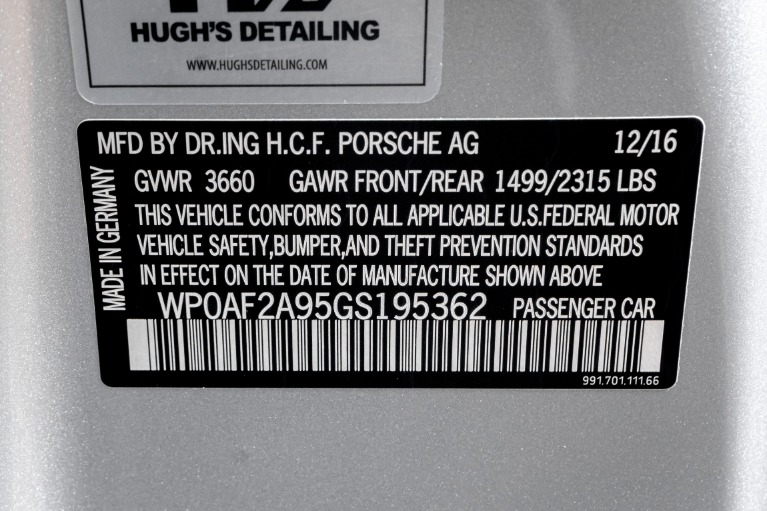 HUGH'S DETAILING
WWW.HUGHSDETAILING.COM
MFD BY DR.ING H.C.F. PORSCHE AG 12/16
GVWR 3660 GAWR FRONT/REAR 1499/2315 LBS
THIS VEHICLE CONFORMS TO ALL APPLICABLE U.S.FEDERAL MOTOR
VEHICLE SAFETY,BUMPER,AND THEFT PREVENTION STANDARDS
IN EFFECT ON THE DATE OF MANUFACTURE SHOWN ABOVE
MADE IN GERMANY
WP0AF2A95GS195362 PASSENGER CAR
991.701.111.66